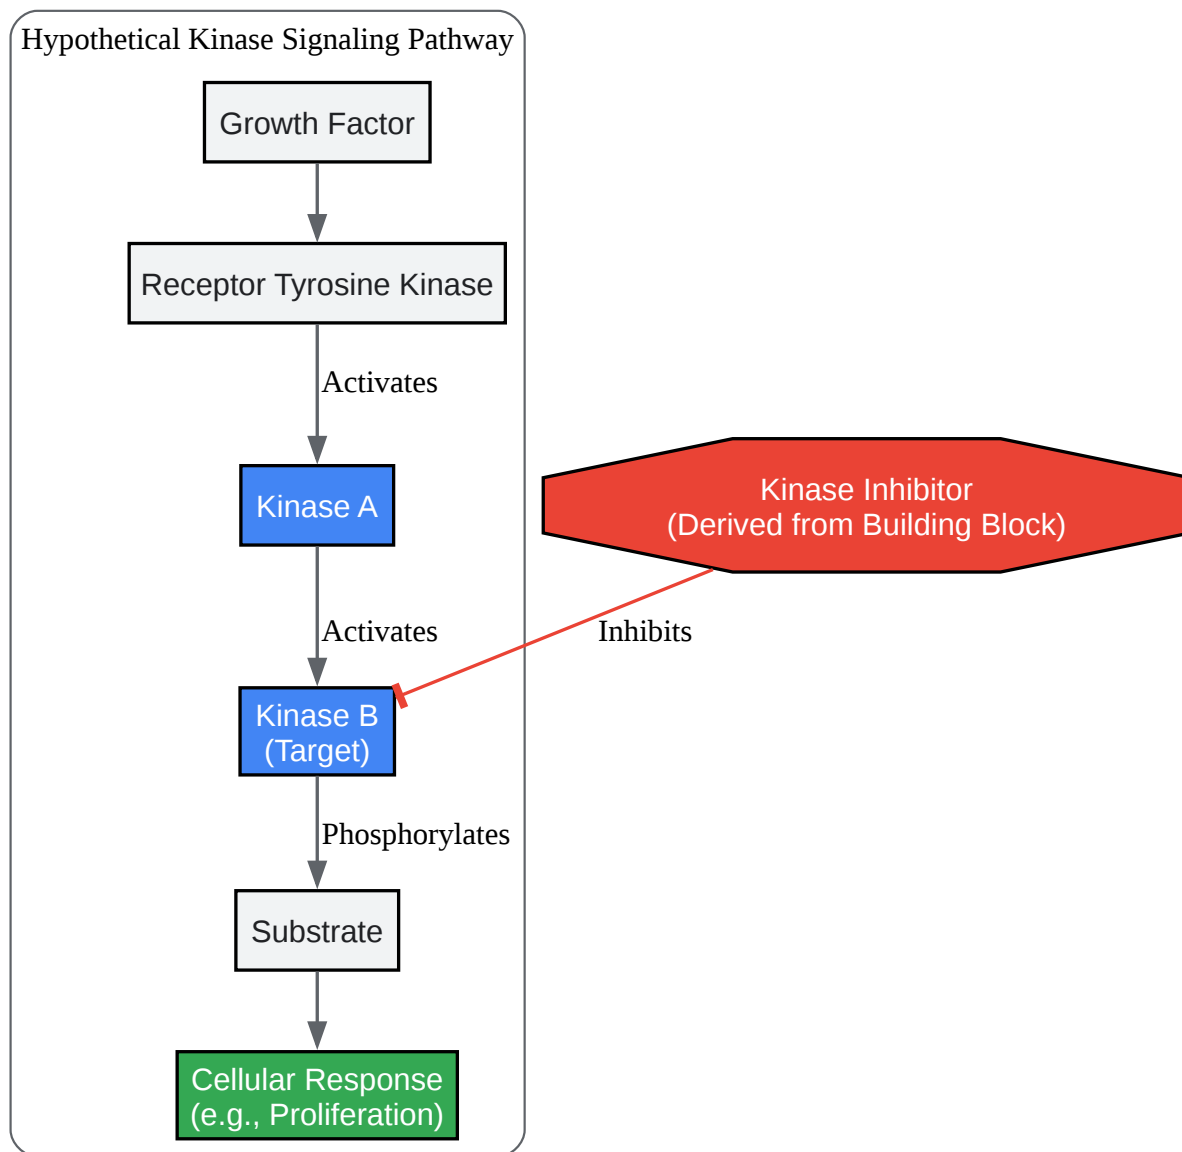 Hypothetical Kinase Signaling Pathway
Growth Factor
Receptor Tyrosine Kinase
Activates
Kinase A
Kinase Inhibitor
(Derived from Building Block)
Activates
Inhibits
Kinase B
(Target)
Phosphorylates
Substrate
Cellular Response
(e.g., Proliferation)